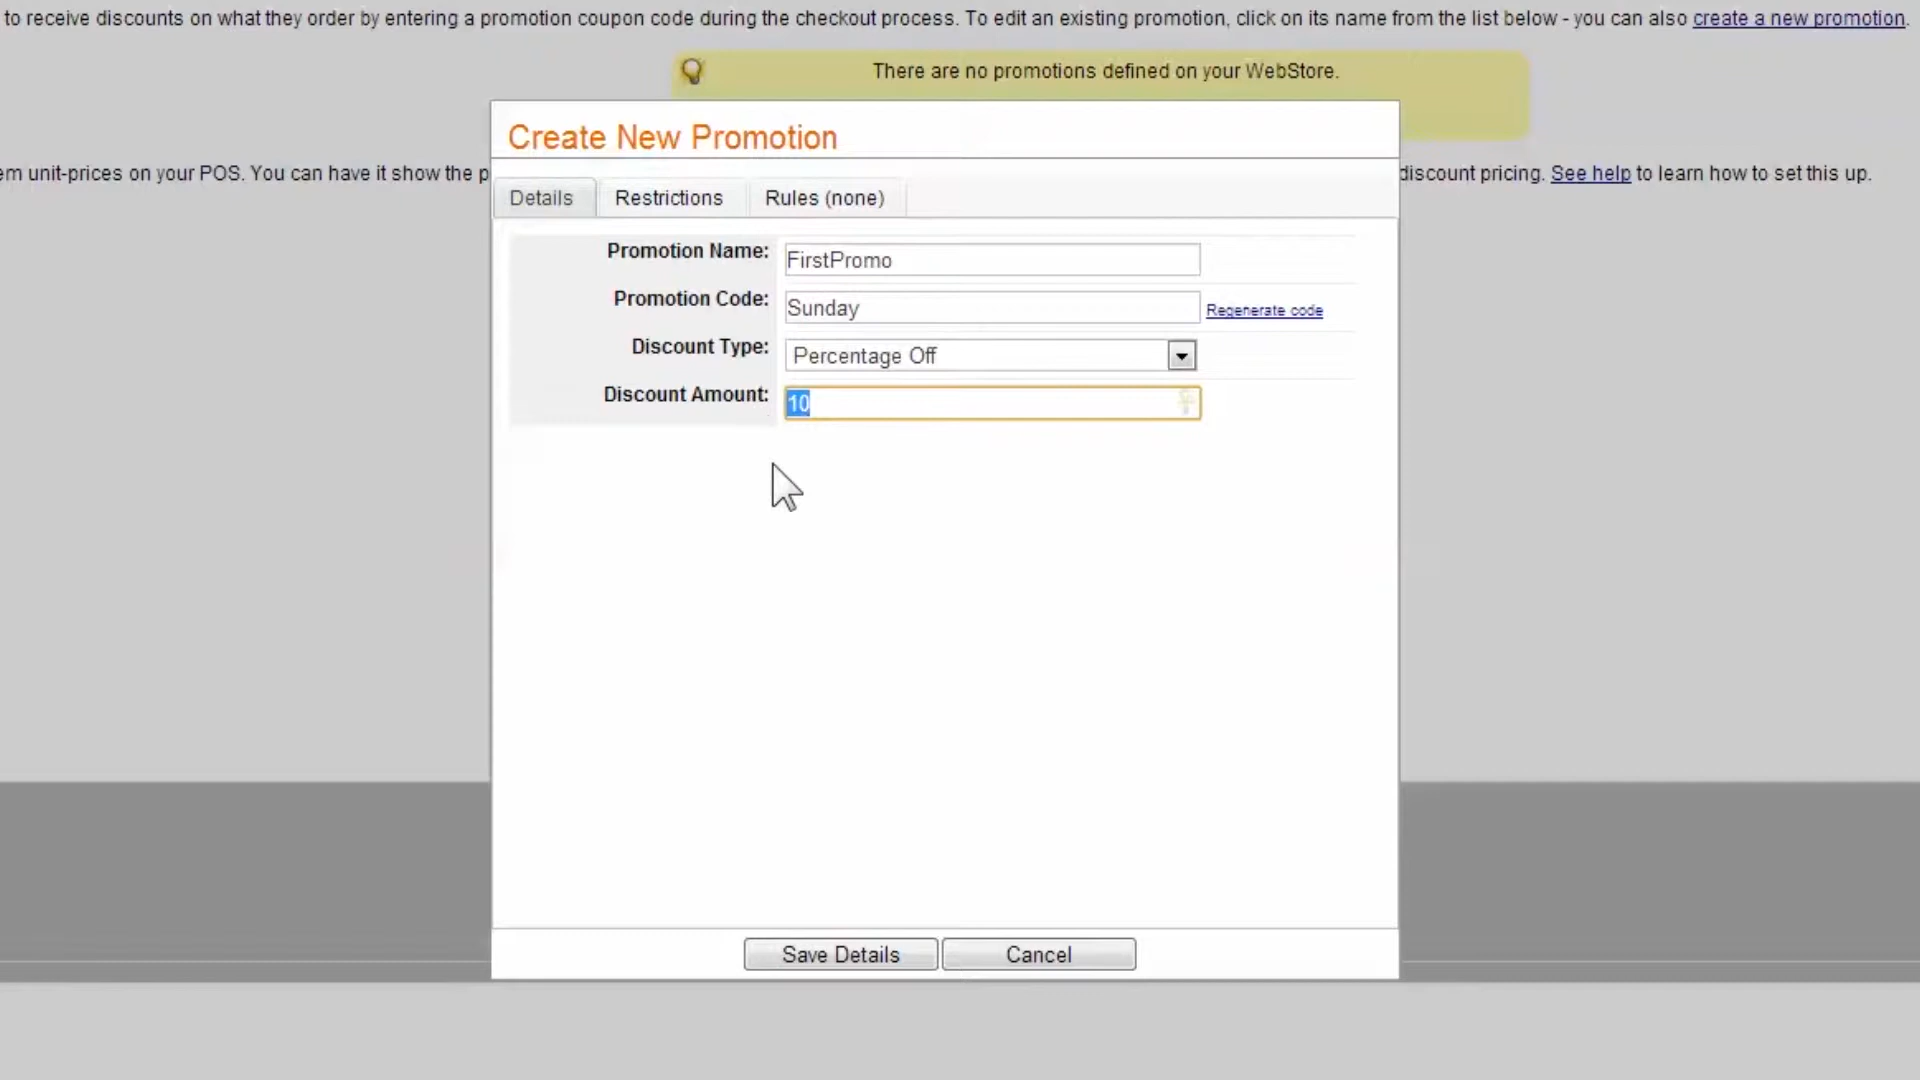 to receive discounts on what they order by entering a promotion coupon code during the checkout process. To edit an existing promotion, click on its name from the list below - you can also create a new promotion.
There are no promotions defined on your WebStore.
Create New Promotion
em unit-prices on your POS. You can have it show the p
discount pricing. See help to learn how to set this up.
Details Restrictions Rules (none)
Promotion Name: FirstPromo
Promotion Code: Sunday Regenerate code
Discount Type: Percentage Off
Discount Amount: 10
Save Details Cancel